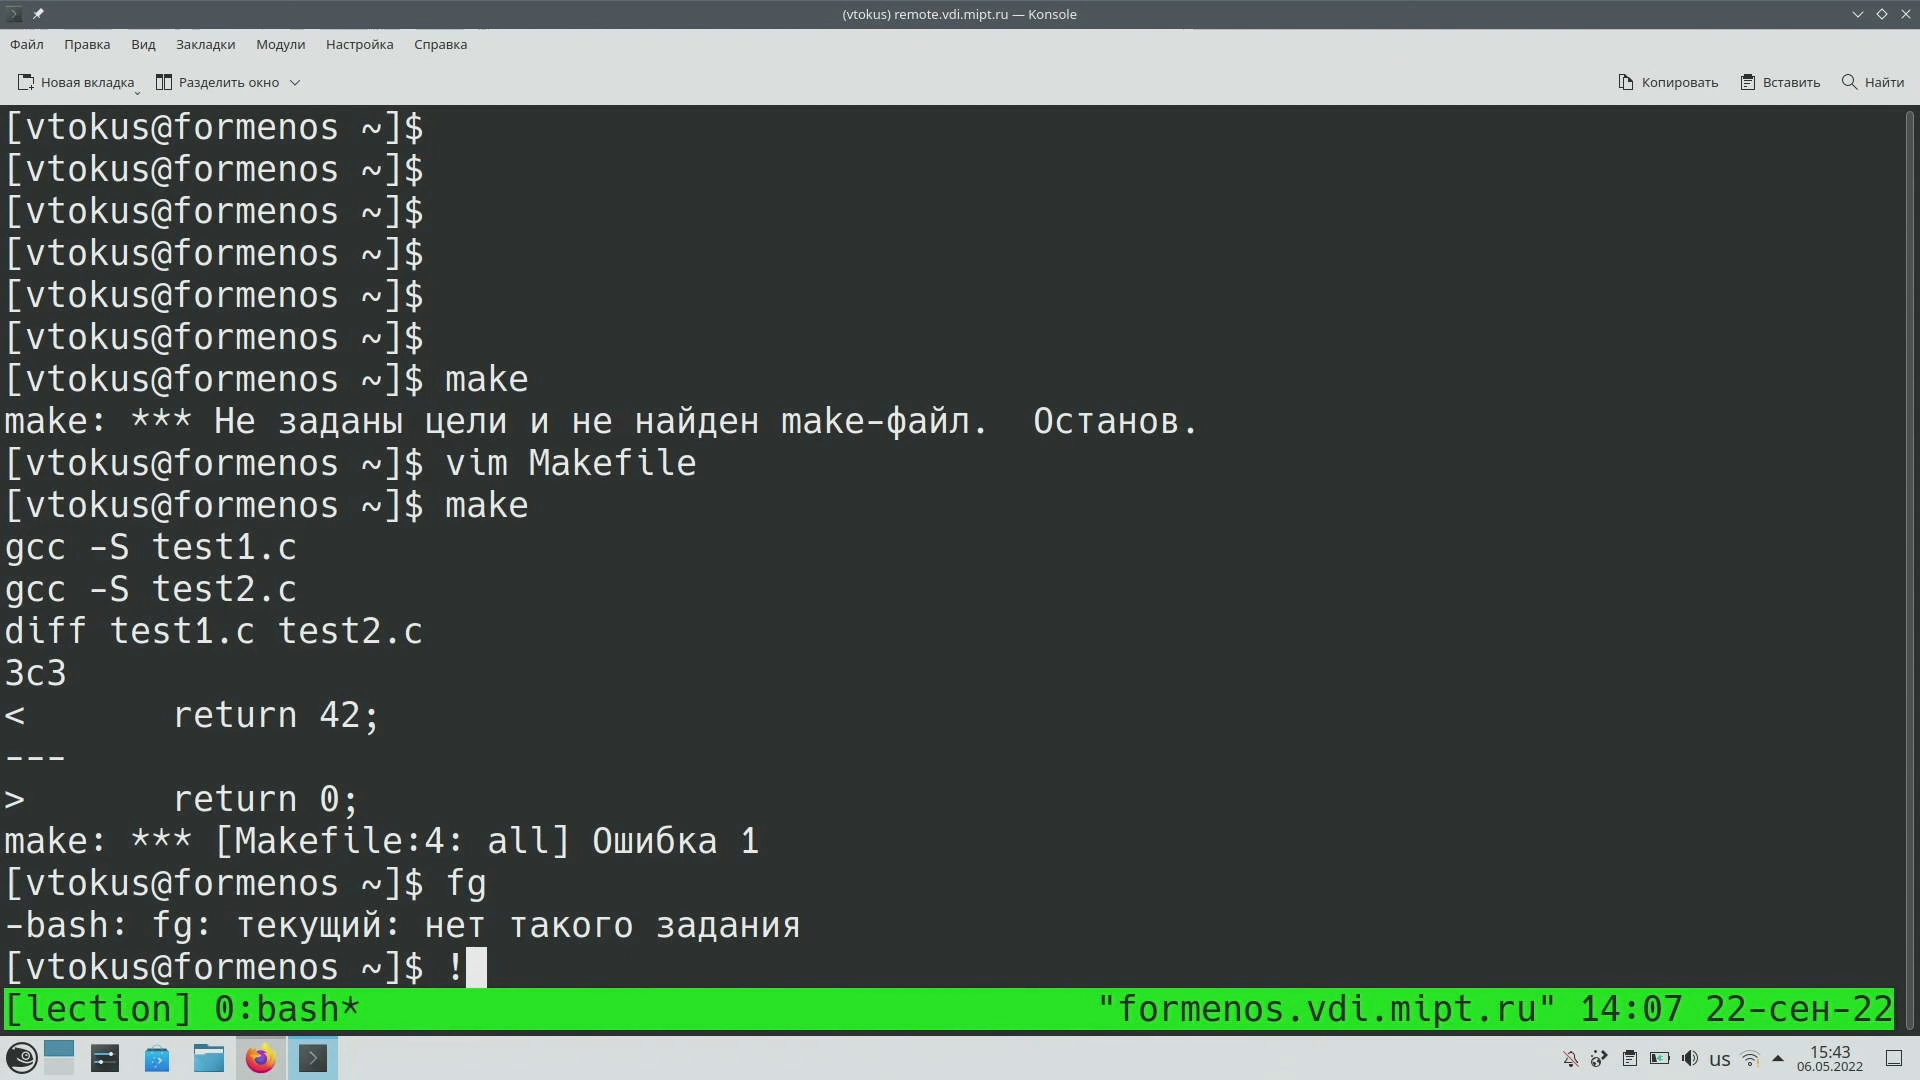 (vtokus) remote.vdi.mipt.ru — Konsole
Файл Правка Вид Закладки Модули Настройка Справка
Новая вкладка Разделить окно Копировать Вставить Найти
[vtokus@formenos ~]$
[vtokus@formenos ~]$
[vtokus@formenos ~]$
[vtokus@formenos ~]$
[vtokus@formenos ~]$
[vtokus@formenos ~]$
[vtokus@formenos ~]$ make
make: *** Не заданы цели и не найден make-файл.  Останов.
[vtokus@formenos ~]$ vim Makefile
[vtokus@formenos ~]$ make
gcc -S test1.c
gcc -S test2.c
diff test1.c test2.c
3c3
<       return 42;
---
>       return 0;
make: *** [Makefile:4: all] Ошибка 1
[vtokus@formenos ~]$ fg
-bash: fg: текущий: нет такого задания
[vtokus@formenos ~]$ !
[lection] 0:bash* "formenos.vdi.mipt.ru" 14:07 22-сен-22
us 15:43
06.05.2022